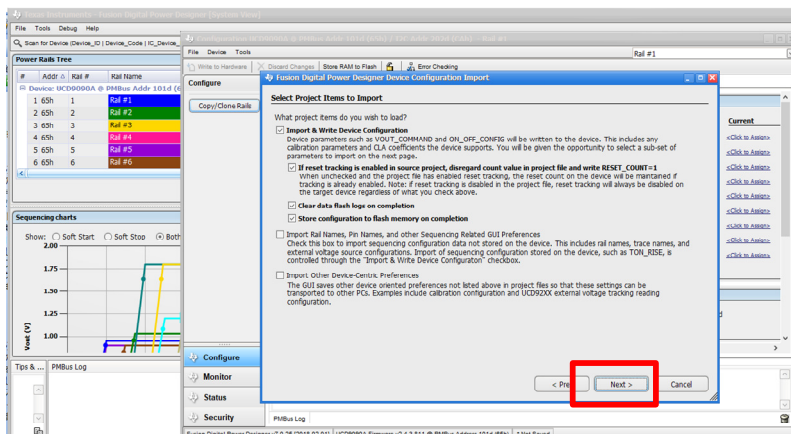 Texas Instruments - Fusion Digital Power Designer [System View]
File Tools Debug Help
Scan for Device (Device_ID | Device_Code | IC_Device_
Power Rails Tree
# Addr Rail # Rail Name
Device: UCD9090A @ PMBus Addr 101d (6
1 65h 1 Rail #1
2 65h 2 Rail #2
3 65h 3 Rail #3
4 65h 4 Rail #4
5 65h 5 Rail #5
6 65h 6 Rail #6
Sequencing charts
Show: Soft Start Soft Stop Both
2.00
1.75
1.50
1.25
1.00
Vout (V)
Tips & ... PMBus Log
File Device Tools
Rail #1
Write to Hardware Discard Changes Store RAM to Flash Error Checking
Configure
Copy/Clone Rails
Configure
Monitor
Status
Security
PMBus Log
Fusion Digital Power Designer Device Configuration Import
Select Project Items to Import
What project items do you wish to load?
Import & Write Device Configuration
Device parameters such as VOUT_COMMAND and ON_OFF_CONFIG will be written to the device. This includes any
calibration parameters and CLA coefficients the device supports. You will be given the opportunity to select a sub-set of
parameters to import on the next page.
If reset tracking is enabled in source project, disregard count value in project file and write RESET_COUNT=1
When unchecked and the project file has enabled reset tracking, the reset count on the device will be maintained if
tracking is already enabled. Note: if reset tracking is disabled in the project file, reset tracking will always be disabled on
the target device regardless of what you check above.
Clear data flash logs on completion
Store configuration to flash memory on completion
Import Rail Names, Pin Names, and other Sequencing Related GUI Preferences
Check this box to import sequencing configuration data not stored on the device. This includes rail names, trace names, and
external voltage source configurations. Import of sequencing configuration stored on the device, such as TON_RISE, is
controlled through the "Import & Write Device Configuraton" checkbox.
Import Other Device-Centric Preferences
The GUI saves other device oriented preferences not listed above in project files so that these settings can be
transported to other PCs. Examples include calibration configuration and UCD92XX external voltage tracking reading
configuration.
< Pre
Next >
Cancel
Current
<Click to Assign>
<Click to Assign>
<Click to Assign>
<Click to Assign>
<Click to Assign>
<Click to Assign>
<Click to Assign>
<Click to Assign>